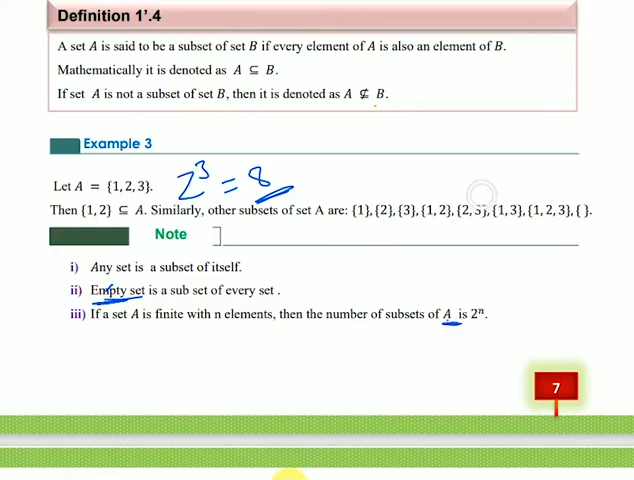 Definition 1'.4
A set A is said to be a subset of set B if every element of A is also an element of B.
Mathematically it is denoted as A ⊆ B.
If set A is not a subset of set B, then it is denoted as A ⊈ B.
Example 3
Let A = {1, 2, 3}. 2³ = 8
Then {1, 2} ⊆ A. Similarly, other subsets of set A are: {1}, {2}, {3}, {1, 2}, {2, 3}, {1, 3}, {1, 2, 3}, { }.
Note
i) Any set is a subset of itself.
ii) Empty set is a sub set of every set .
iii) If a set A is finite with n elements, then the number of subsets of A is 2ⁿ.
7